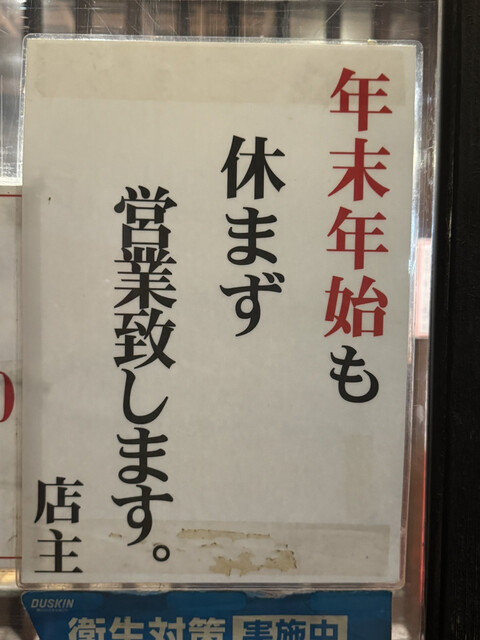 年末年始も
休まず
営業致します。
店主
DUSKIN
衛生対策 実施中